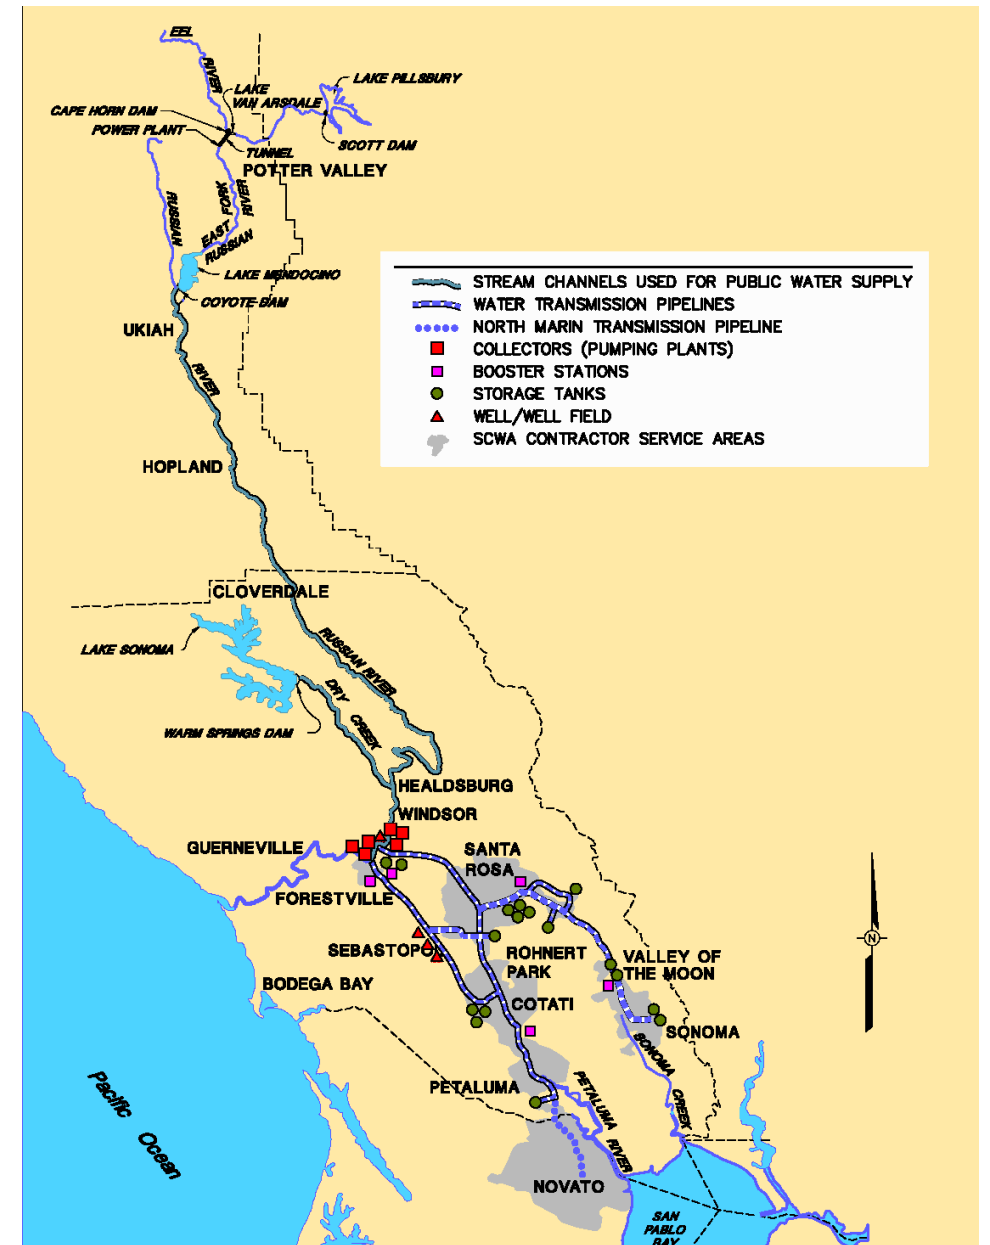 EEL
RIVER
LAKE PILLSBURY
LAKE
VAN ARSDALE
CAPE HORN DAM
POWER PLANT
SCOTT DAM
TUNNEL
POTTER VALLEY
RUSSIAN
EAST FORK
RUSSIAN RIVER
LAKE MENDOCINO
COYOTE DAM
UKIAH
RIVER
HOPLAND
STREAM CHANNELS USED FOR PUBLIC WATER SUPPLY
WATER TRANSMISSION PIPELINES
NORTH MARIN TRANSMISSION PIPELINE
COLLECTORS (PUMPING PLANTS)
BOOSTER STATIONS
STORAGE TANKS
WELL/WELL FIELD
SCWA CONTRACTOR SERVICE AREAS
CLOVERDALE
LAKE SONOMA
RUSSIAN RIVER
DRY CREEK
WARM SPRINGS DAM
HEALDSBURG
WINDSOR
GUERNEVILLE
SANTA
ROSA
FORESTVILLE
SEBASTOPOL
ROHNERT
PARK
VALLEY OF
THE MOON
BODEGA BAY
COTATI
SONOMA
SONOMA CREEK
PETALUMA
PETALUMA RIVER
Pacific Ocean
N
NOVATO
SAN
PABLO
BAY